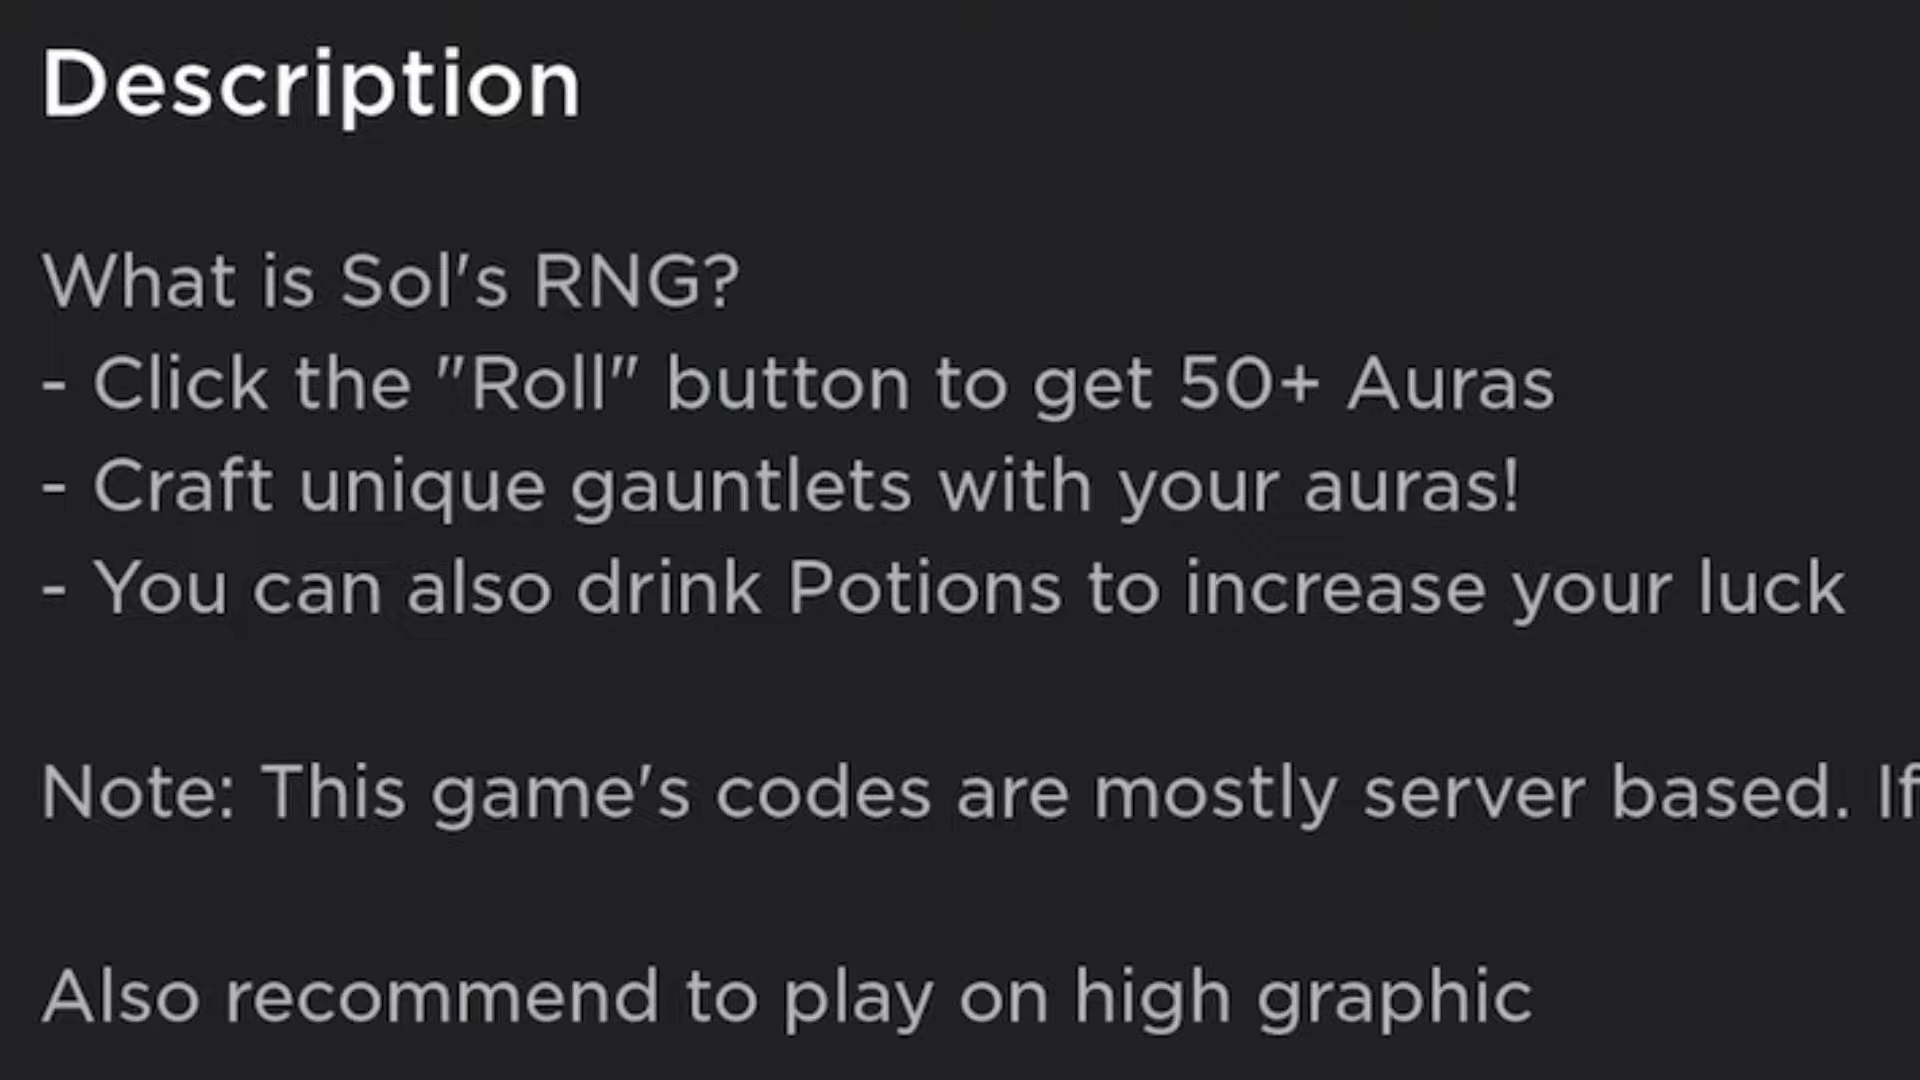 Description
What is Sol's RNG?
- Click the "Roll" button to get 50+ Auras
- Craft unique gauntlets with your auras!
- You can also drink Potions to increase your luck
Note: This game's codes are mostly server based. If
Also recommend to play on high graphic